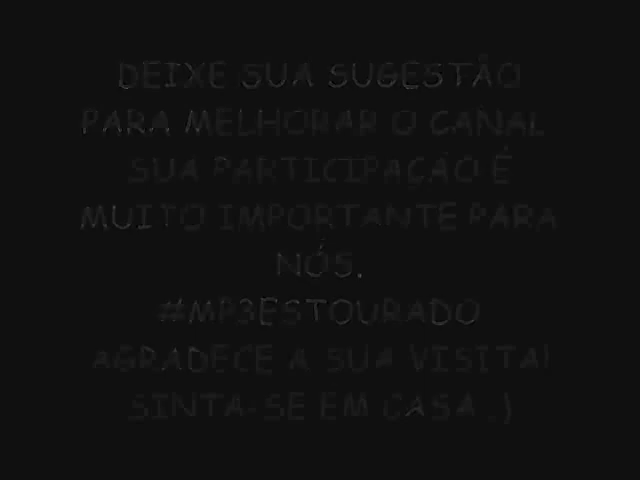 DEIXE SUA SUGESTÃO
PARA MELHORAR O CANAL
SUA PARTICIPAÇÃO É
MUITO IMPORTANTE PARA
NÓS.
#MP3ESTOURADO
AGRADECE A SUA VISITA!
SINTA-SE EM CASA :)